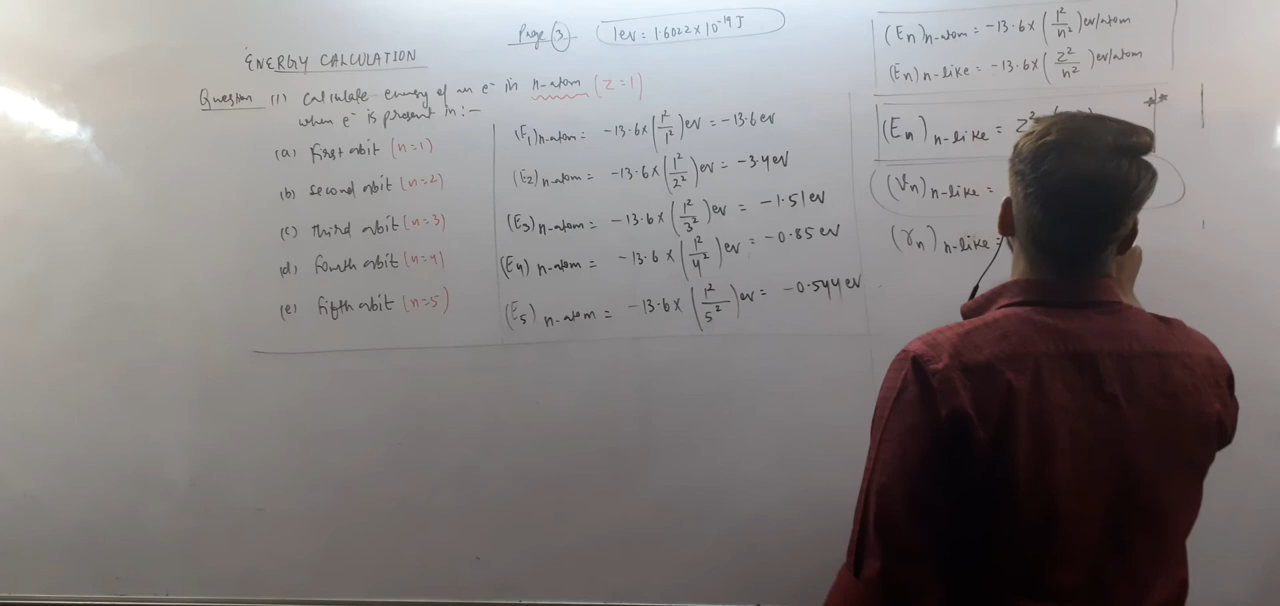 Page 3
1ev = 1.6022 × 10⁻¹⁹ J
ENERGY CALCULATION
Question (1) Calculate energy of an e⁻ in n-atom (Z=1)
when e⁻ is present in :-
(a) First orbit (n=1)
(b) second orbit (n=2)
(c) Third orbit (n=3)
(d) Fourth orbit (n=4)
(e) Fifth orbit (n=5)
(E₁) n-atom = -13.6 × (1²/1²) ev = -13.6 ev
(E₂) n-atom = -13.6 × (1²/2²) ev = -3.4 ev
(E₃) n-atom = -13.6 × (1²/3²) ev = -1.51 ev
(E₄) n-atom = -13.6 × (1²/4²) ev = -0.85 ev
(E₅) n-atom = -13.6 × (1²/5²) ev = -0.544 ev
(Eₙ) n-atom = -13.6 × (1²/n²) ev/atom
(Eₙ) n-like = -13.6 × (Z²/n²) ev/atom
(Eₙ) n-like = Z²
(Vₙ) n-like =
(rₙ) n-like =